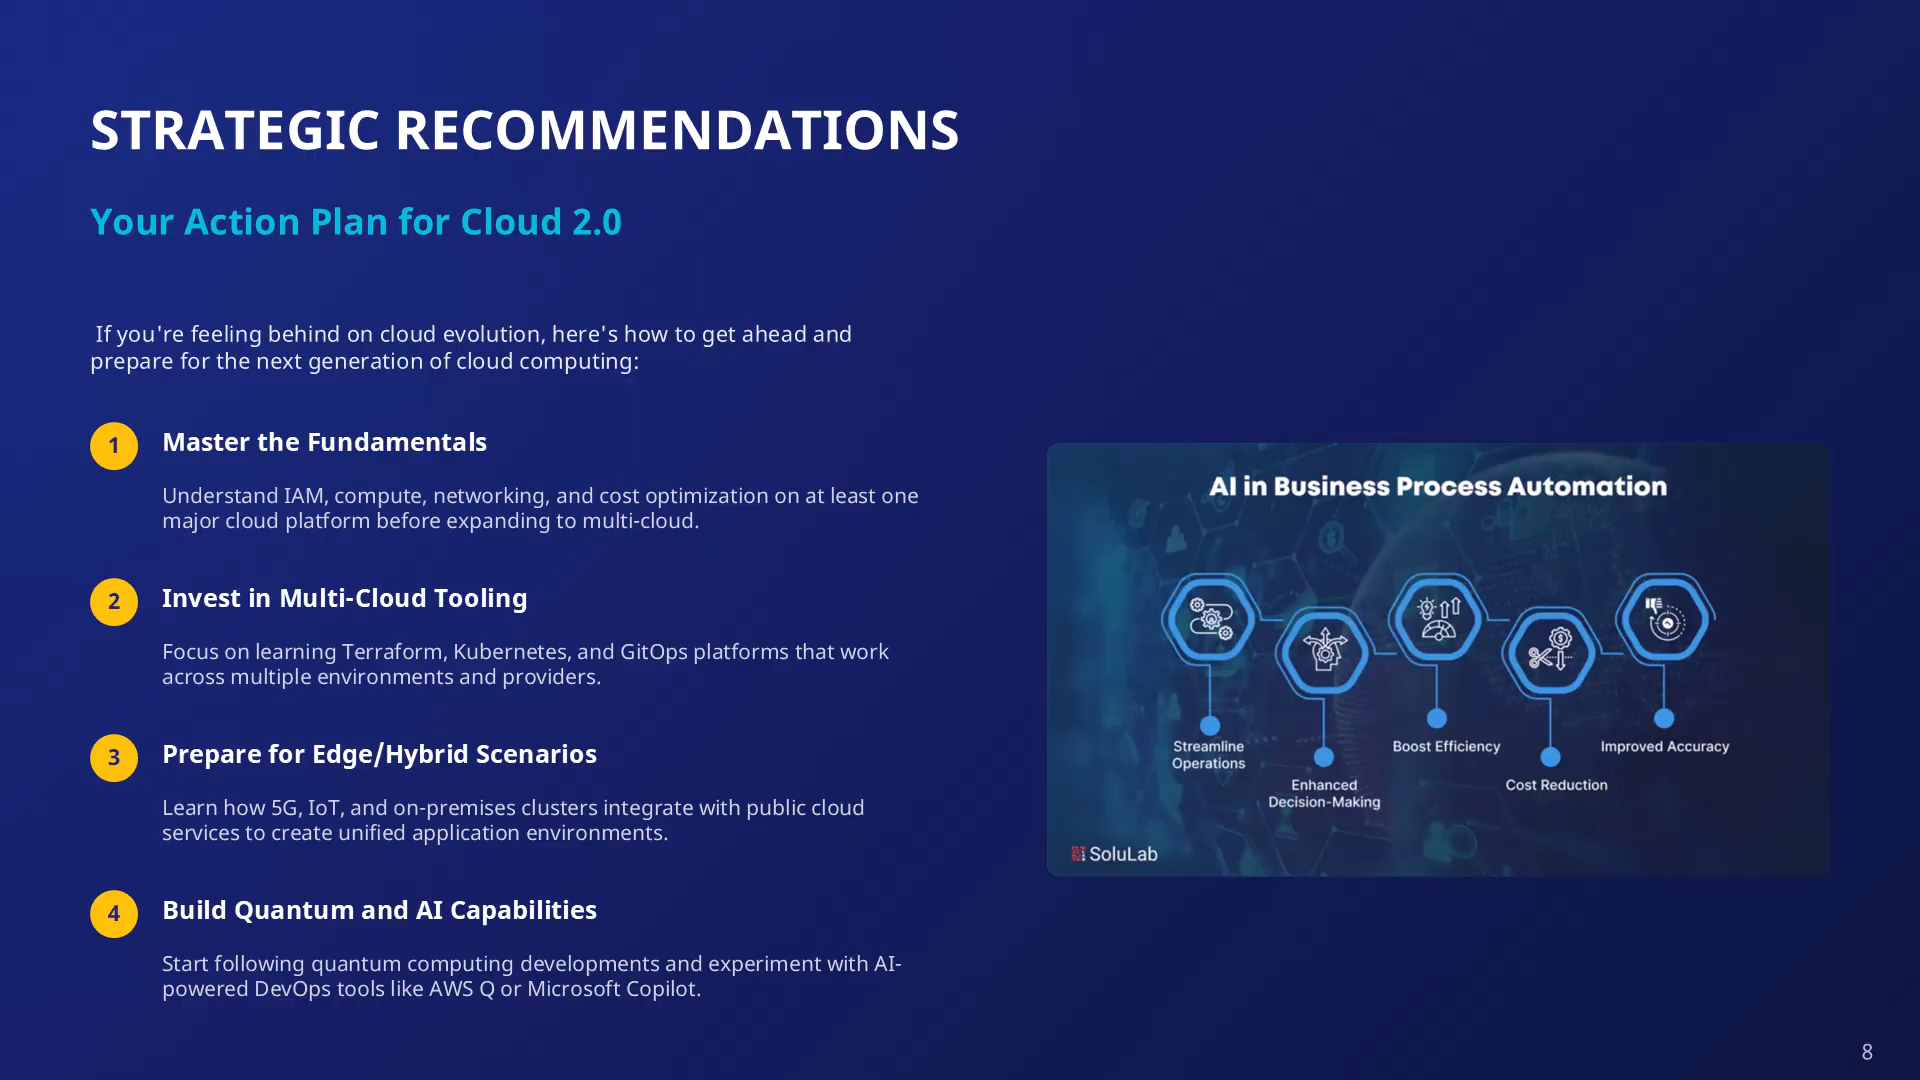 STRATEGIC RECOMMENDATIONS
Your Action Plan for Cloud 2.0
If you're feeling behind on cloud evolution, here's how to get ahead and
prepare for the next generation of cloud computing:
1
Master the Fundamentals
Understand IAM, compute, networking, and cost optimization on at least one
major cloud platform before expanding to multi-cloud.
2
Invest in Multi-Cloud Tooling
Focus on learning Terraform, Kubernetes, and GitOps platforms that work
across multiple environments and providers.
3
Prepare for Edge/Hybrid Scenarios
Learn how 5G, IoT, and on-premises clusters integrate with public cloud
services to create unified application environments.
4
Build Quantum and AI Capabilities
Start following quantum computing developments and experiment with AI-
powered DevOps tools like AWS Q or Microsoft Copilot.
AI in Business Process Automation
Streamline
Operations
Enhanced
Decision-Making
Boost Efficiency
Cost Reduction
Improved Accuracy
SoluLab
8